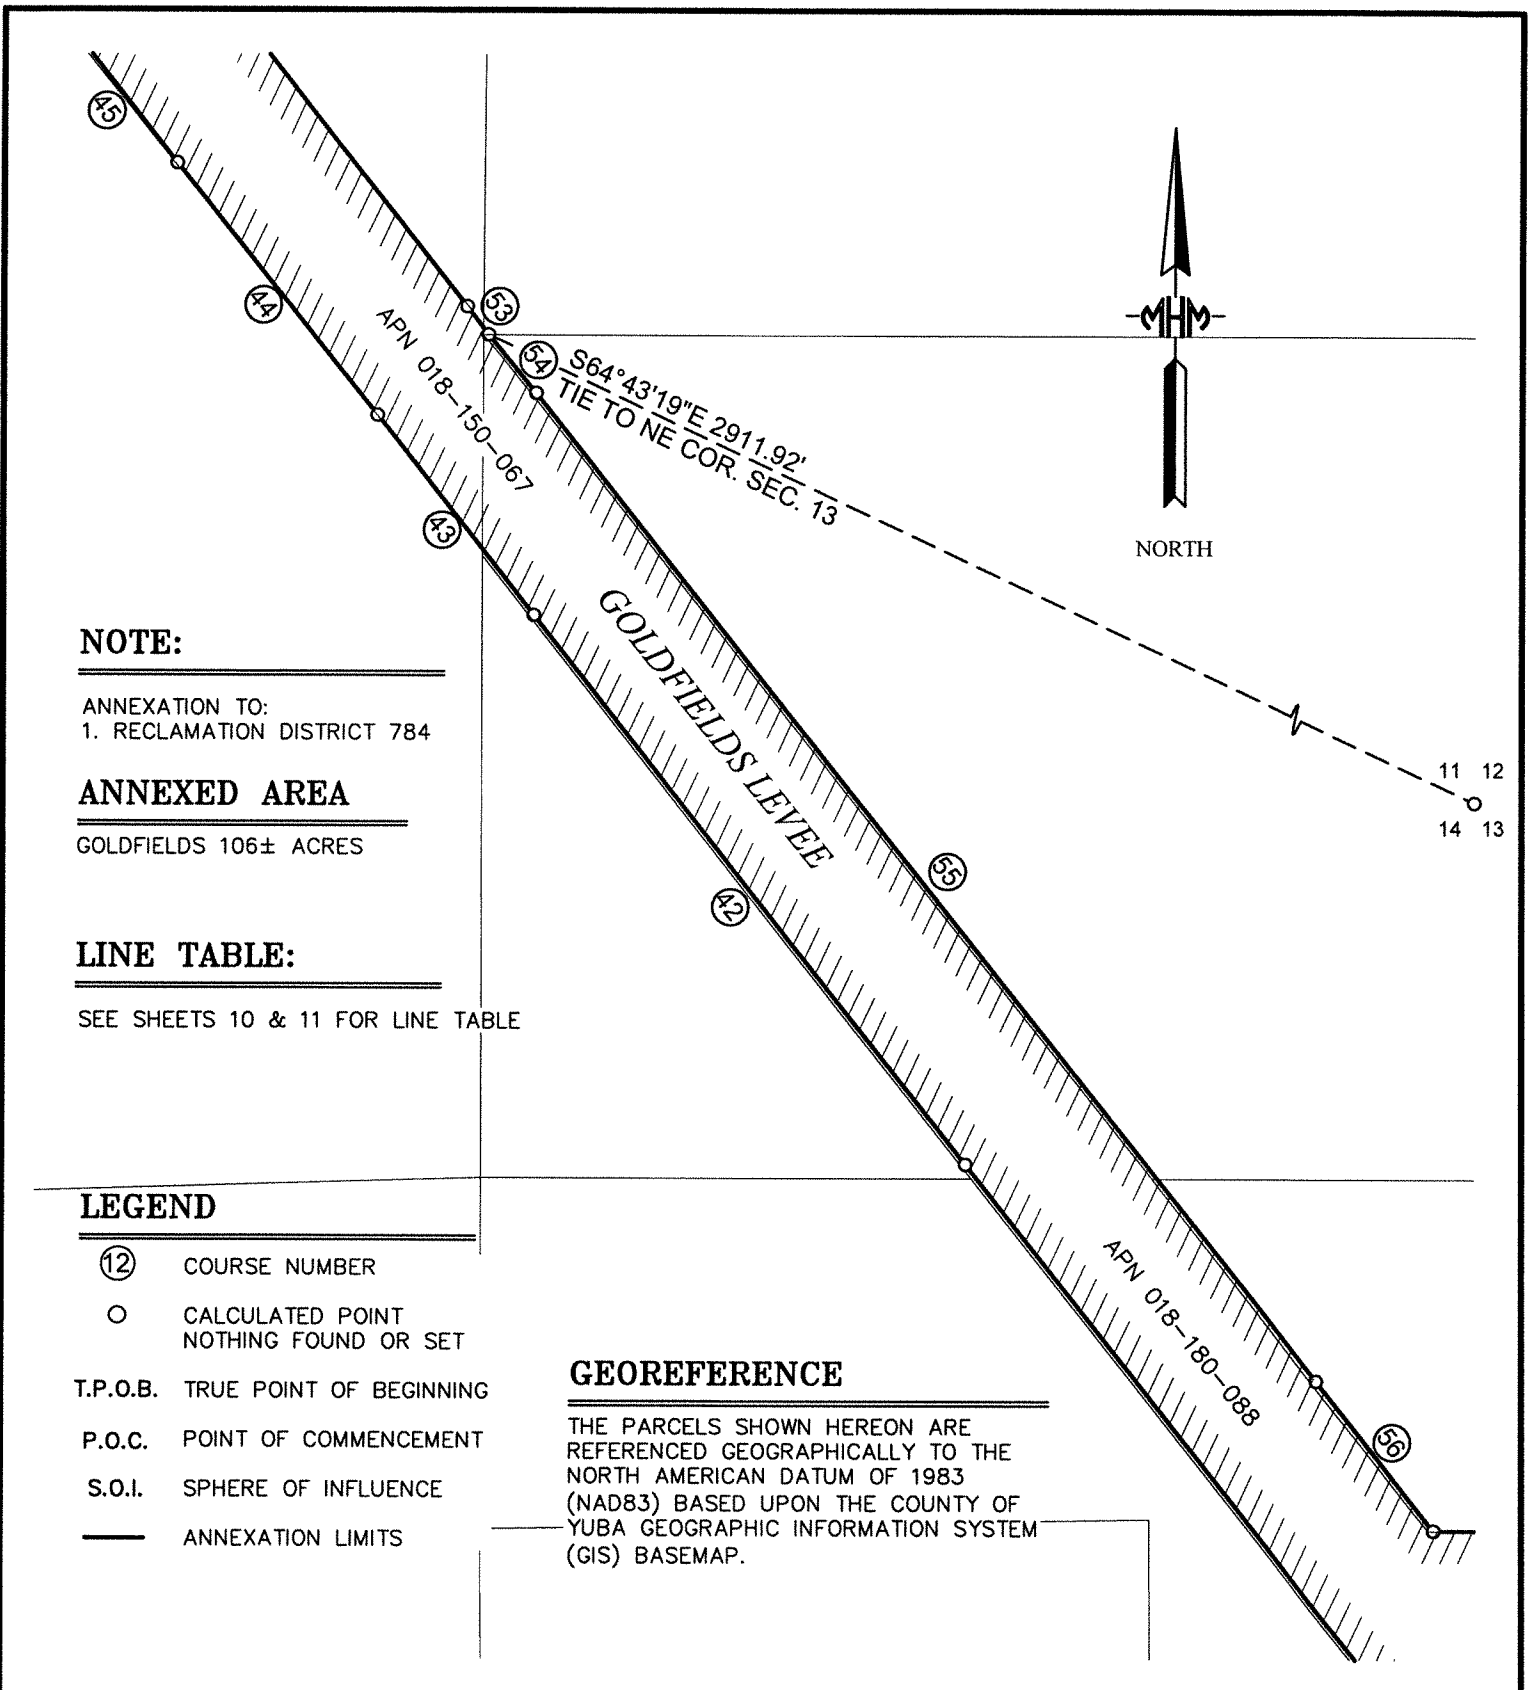 45
44
53
54
APN 018-150-067
S64°43'19"E 2911.92'
TIE TO NE COR. SEC. 13
43
MHM
NORTH
GOLDFIELDS LEVEE
11 12
14 13
55
42
NOTE:
ANNEXATION TO:
1. RECLAMATION DISTRICT 784
ANNEXED AREA
GOLDFIELDS 106± ACRES
LINE TABLE:
SEE SHEETS 10 & 11 FOR LINE TABLE
LEGEND
12 COURSE NUMBER
CALCULATED POINT
NOTHING FOUND OR SET
T.P.O.B. TRUE POINT OF BEGINNING
P.O.C. POINT OF COMMENCEMENT
S.O.I. SPHERE OF INFLUENCE
ANNEXATION LIMITS
APN 018-180-088
56
GEOREFERENCE
THE PARCELS SHOWN HEREON ARE
REFERENCED GEOGRAPHICALLY TO THE
NORTH AMERICAN DATUM OF 1983
(NAD83) BASED UPON THE COUNTY OF
YUBA GEOGRAPHIC INFORMATION SYSTEM
(GIS) BASEMAP.